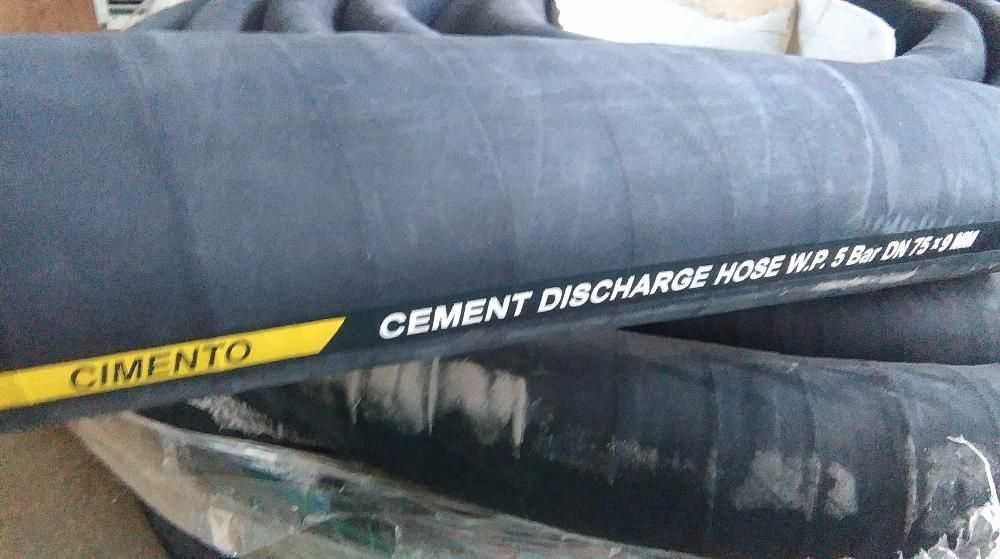 CIMENTO CEMENT DISCHARGE HOSE W.P. 5 Bar DN 75 x 9 MM